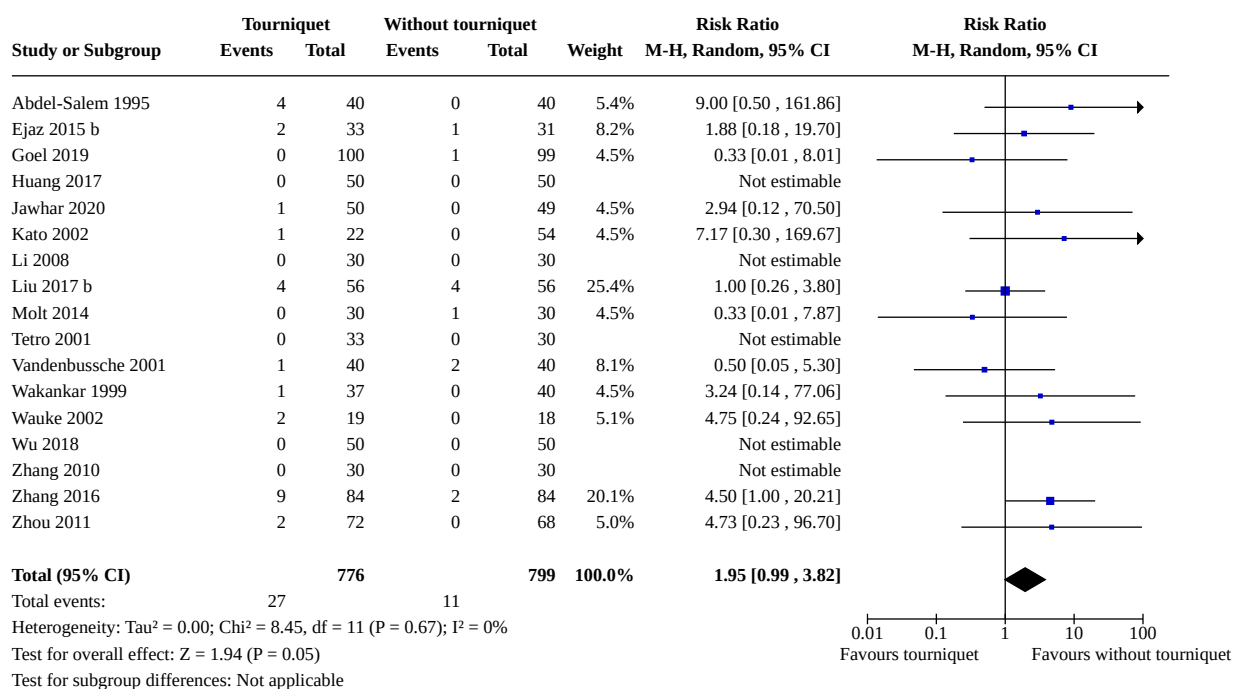 Tourniquet Without tourniquet Risk Ratio Risk Ratio
Study or Subgroup Events Total Events Total Weight M-H, Random, 95% CI M-H, Random, 95% CI
Abdel-Salem 1995 4 40 0 40 5.4% 9.00 [0.50 , 161.86]
Ejaz 2015 b 2 33 1 31 8.2% 1.88 [0.18 , 19.70]
Goel 2019 0 100 1 99 4.5% 0.33 [0.01 , 8.01]
Huang 2017 0 50 0 50 Not estimable
Jawhar 2020 1 50 0 49 4.5% 2.94 [0.12 , 70.50]
Kato 2002 1 22 0 54 4.5% 7.17 [0.30 , 169.67]
Li 2008 0 30 0 30 Not estimable
Liu 2017 b 4 56 4 56 25.4% 1.00 [0.26 , 3.80]
Molt 2014 0 30 1 30 4.5% 0.33 [0.01 , 7.87]
Tetro 2001 0 33 0 30 Not estimable
Vandenbussche 2001 1 40 2 40 8.1% 0.50 [0.05 , 5.30]
Wakankar 1999 1 37 0 40 4.5% 3.24 [0.14 , 77.06]
Wauke 2002 2 19 0 18 5.1% 4.75 [0.24 , 92.65]
Wu 2018 0 50 0 50 Not estimable
Zhang 2010 0 30 0 30 Not estimable
Zhang 2016 9 84 2 84 20.1% 4.50 [1.00 , 20.21]
Zhou 2011 2 72 0 68 5.0% 4.73 [0.23 , 96.70]
Total (95% CI) 776 799 100.0% 1.95 [0.99 , 3.82]
Total events: 27 11
Heterogeneity: Tau² = 0.00; Chi² = 8.45, df = 11 (P = 0.67); I² = 0%
0.01 0.1 1 10 100
Test for overall effect: Z = 1.94 (P = 0.05) Favours tourniquet Favours without tourniquet
Test for subgroup differences: Not applicable